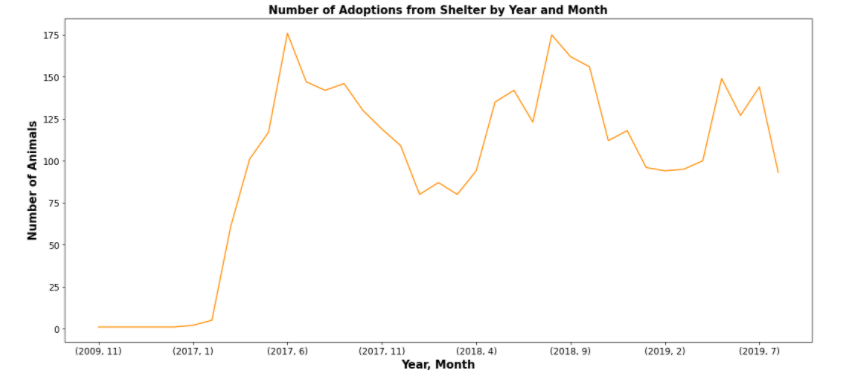 Number of Adoptions from Shelter by Year and Month
Number of Animals
175
150
125
100
75
50
25
0
(2009, 11) (2017, 1) (2017, 6) (2017, 11) (2018, 4) (2018, 9) (2019, 2) (2019, 7)
Year, Month